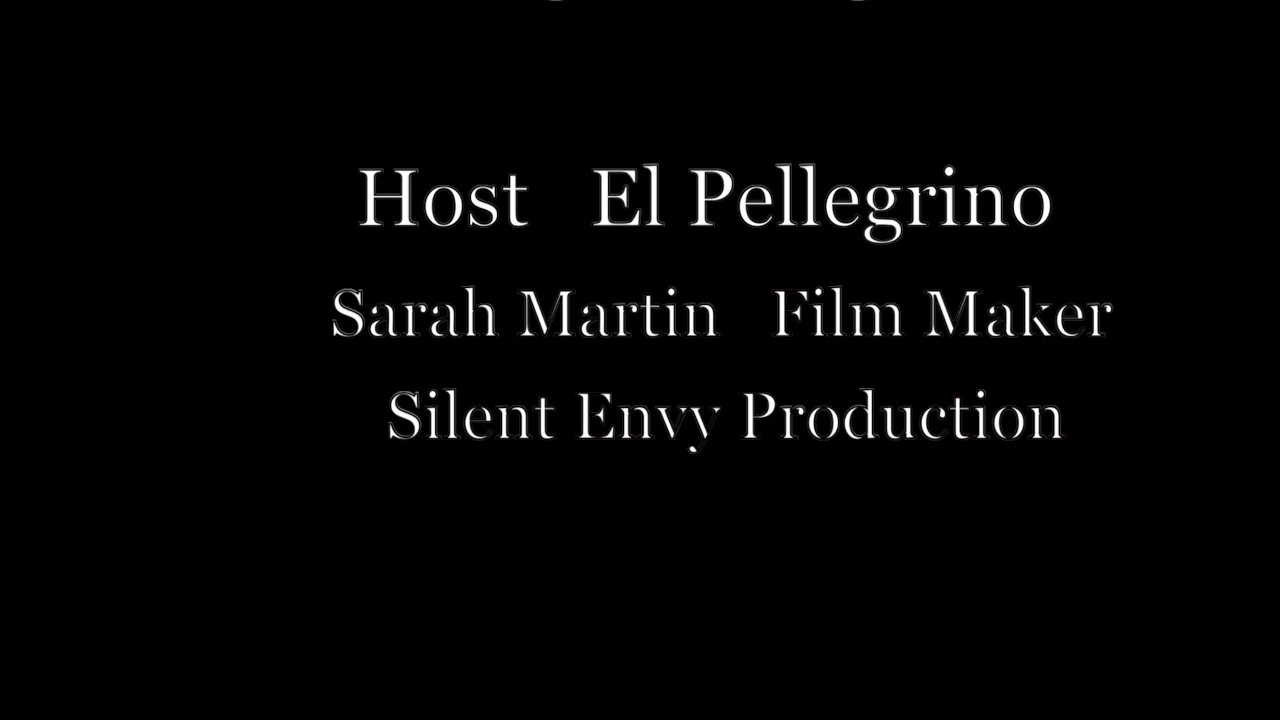 Host El Pellegrino
Sarah Martin Film Maker
Silent Envy Production